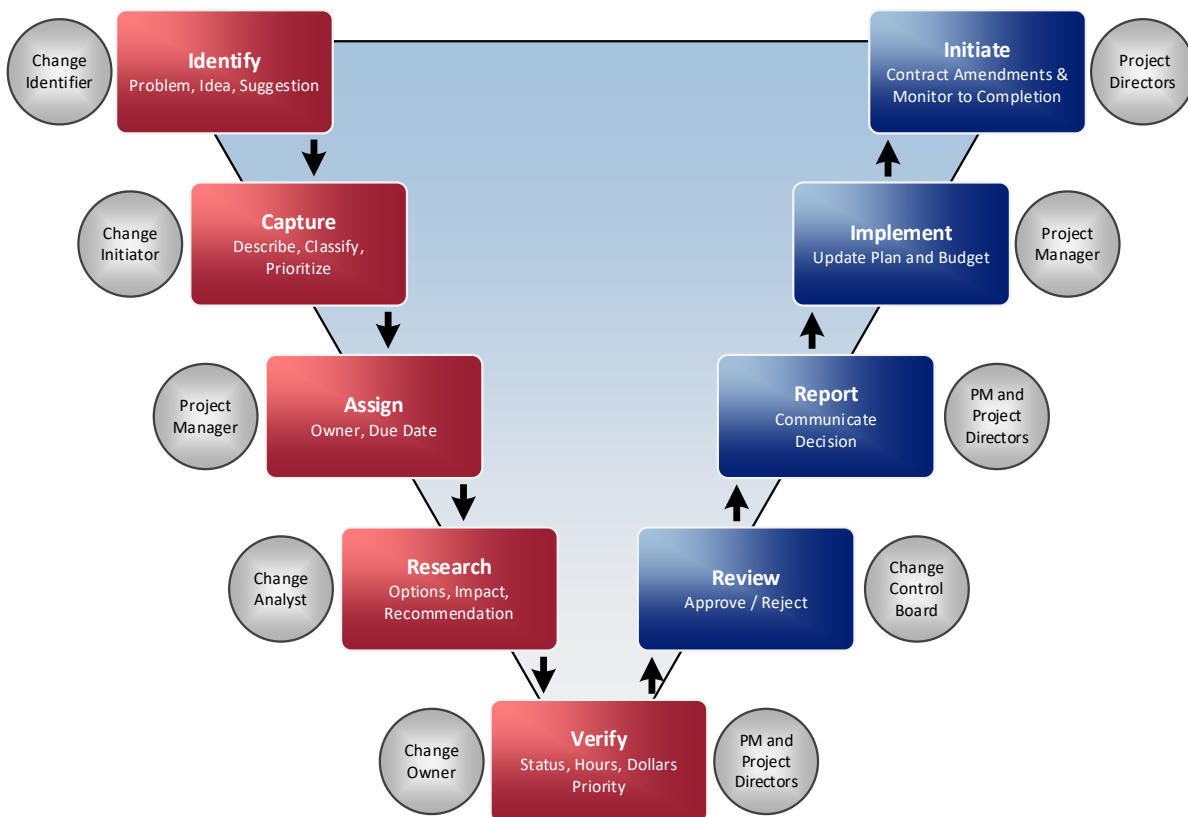 Change
Identifier
Identify
Problem, Idea, Suggestion
Initiate
Contract Amendments &
Monitor to Completion
Project
Directors
Change
Initiator
Capture
Describe, Classify,
Prioritize
Implement
Update Plan and Budget
Project
Manager
Project
Manager
Assign
Owner, Due Date
Report
Communicate
Decision
PM and
Project
Directors
Change
Analyst
Research
Options, Impact,
Recommendation
Review
Approve / Reject
Change
Control
Board
Change
Owner
Verify
Status, Hours, Dollars
Priority
PM and
Project
Directors